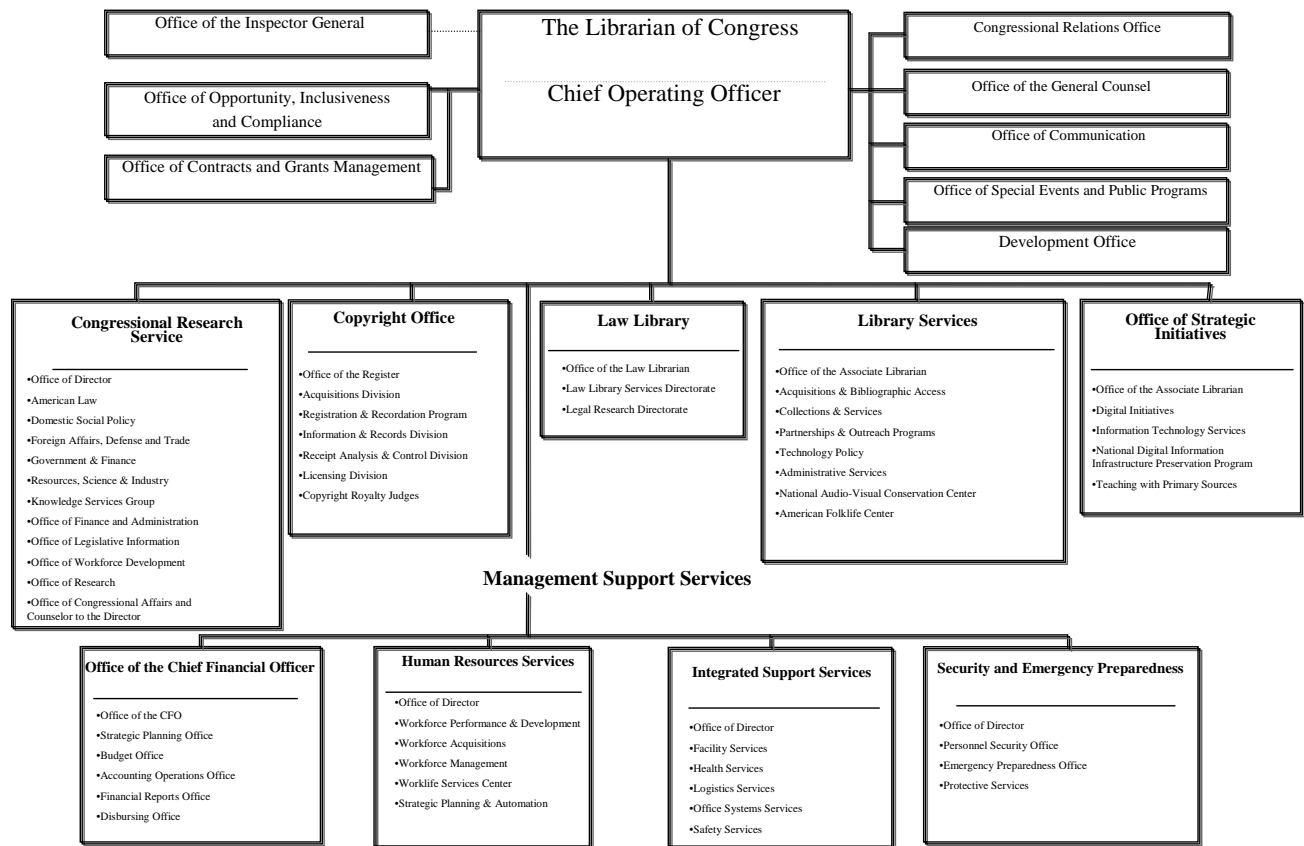 Office of the Inspector General
The Librarian of Congress
Chief Operating Officer
Office of Opportunity, Inclusiveness
and Compliance
Office of Contracts and Grants Management
Congressional Relations Office
Office of the General Counsel
Office of Communication
Office of Special Events and Public Programs
Development Office
Congressional Research
Service
•Office of Director
•American Law
•Domestic Social Policy
•Foreign Affairs, Defense and Trade
•Government & Finance
•Resources, Science & Industry
•Knowledge Services Group
•Office of Finance and Administration
•Office of Legislative Information
•Office of Workforce Development
•Office of Research
•Office of Congressional Affairs and
Counselor to the Director
Copyright Office
•Office of the Register
•Acquisitions Division
•Registration & Recordation Program
•Information & Records Division
•Receipt Analysis & Control Division
•Licensing Division
•Copyright Royalty Judges
Law Library
•Office of the Law Librarian
•Law Library Services Directorate
•Legal Research Directorate
Library Services
•Office of the Associate Librarian
•Acquisitions & Bibliographic Access
•Collections & Services
•Partnerships & Outreach Programs
•Technology Policy
•Administrative Services
•National Audio-Visual Conservation Center
•American Folklife Center
Office of Strategic
Initiatives
•Office of the Associate Librarian
•Digital Initiatives
•Information Technology Services
•National Digital Information
Infrastructure Preservation Program
•Teaching with Primary Sources
Management Support Services
Office of the Chief Financial Officer
•Office of the CFO
•Strategic Planning Office
•Budget Office
•Accounting Operations Office
•Financial Reports Office
•Disbursing Office
Human Resources Services
•Office of Director
•Workforce Performance & Development
•Workforce Acquisitions
•Workforce Management
•Worklife Services Center
•Strategic Planning & Automation
Integrated Support Services
•Office of Director
•Facility Services
•Health Services
•Logistics Services
•Office Systems Services
•Safety Services
Security and Emergency Preparedness
•Office of Director
•Personnel Security Office
•Emergency Preparedness Office
•Protective Services